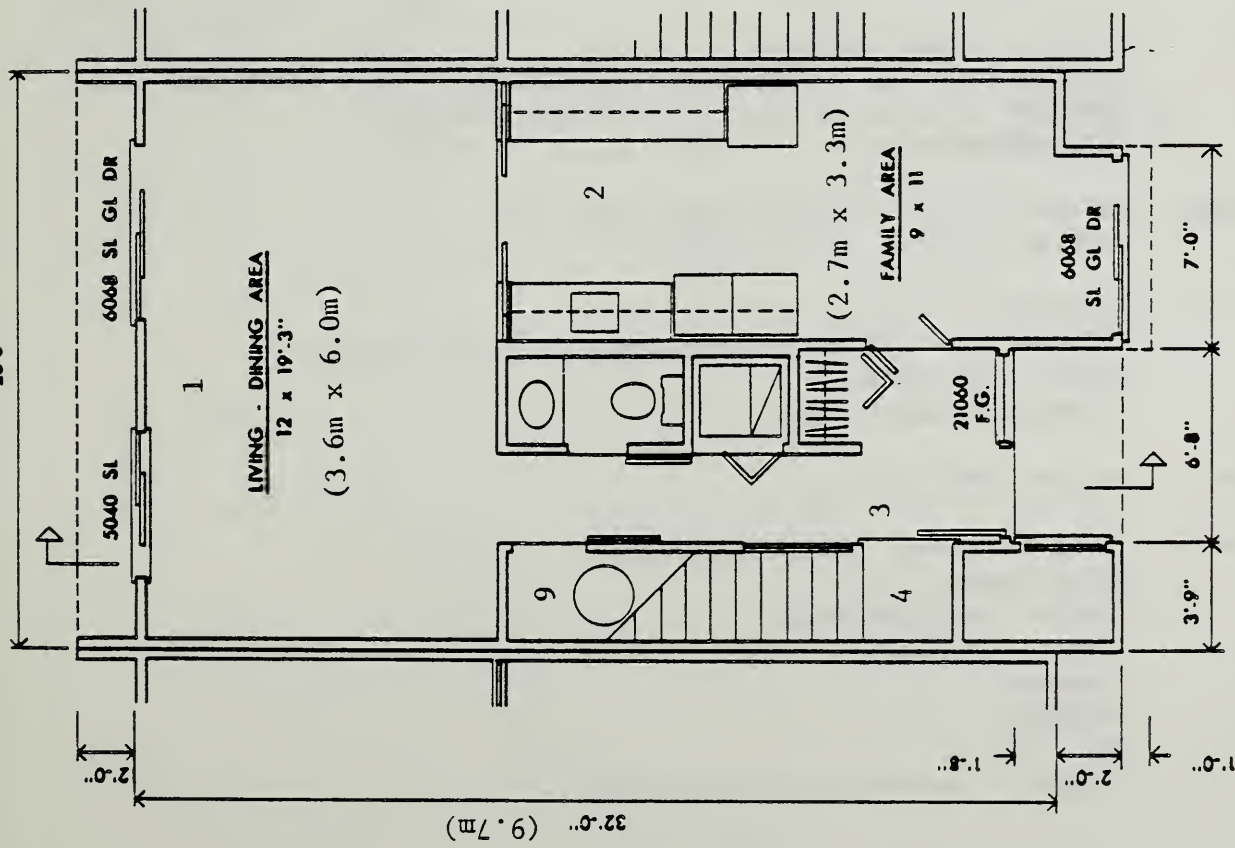 5040 SL
6068 SL GL DR
1
LIVING - DINING AREA
12 x 19'-3"
(3.6m x 6.0m)
2
(2.7m x 3.3m)
FAMILY AREA
9 x 11
6068
SL GL DR
21060
F.G.
3
9
4
7'-0"
6'-8"
3'-9"
2'-0"
32'-0" (9.7m)
1'-8"
2'-0"
1'-0"